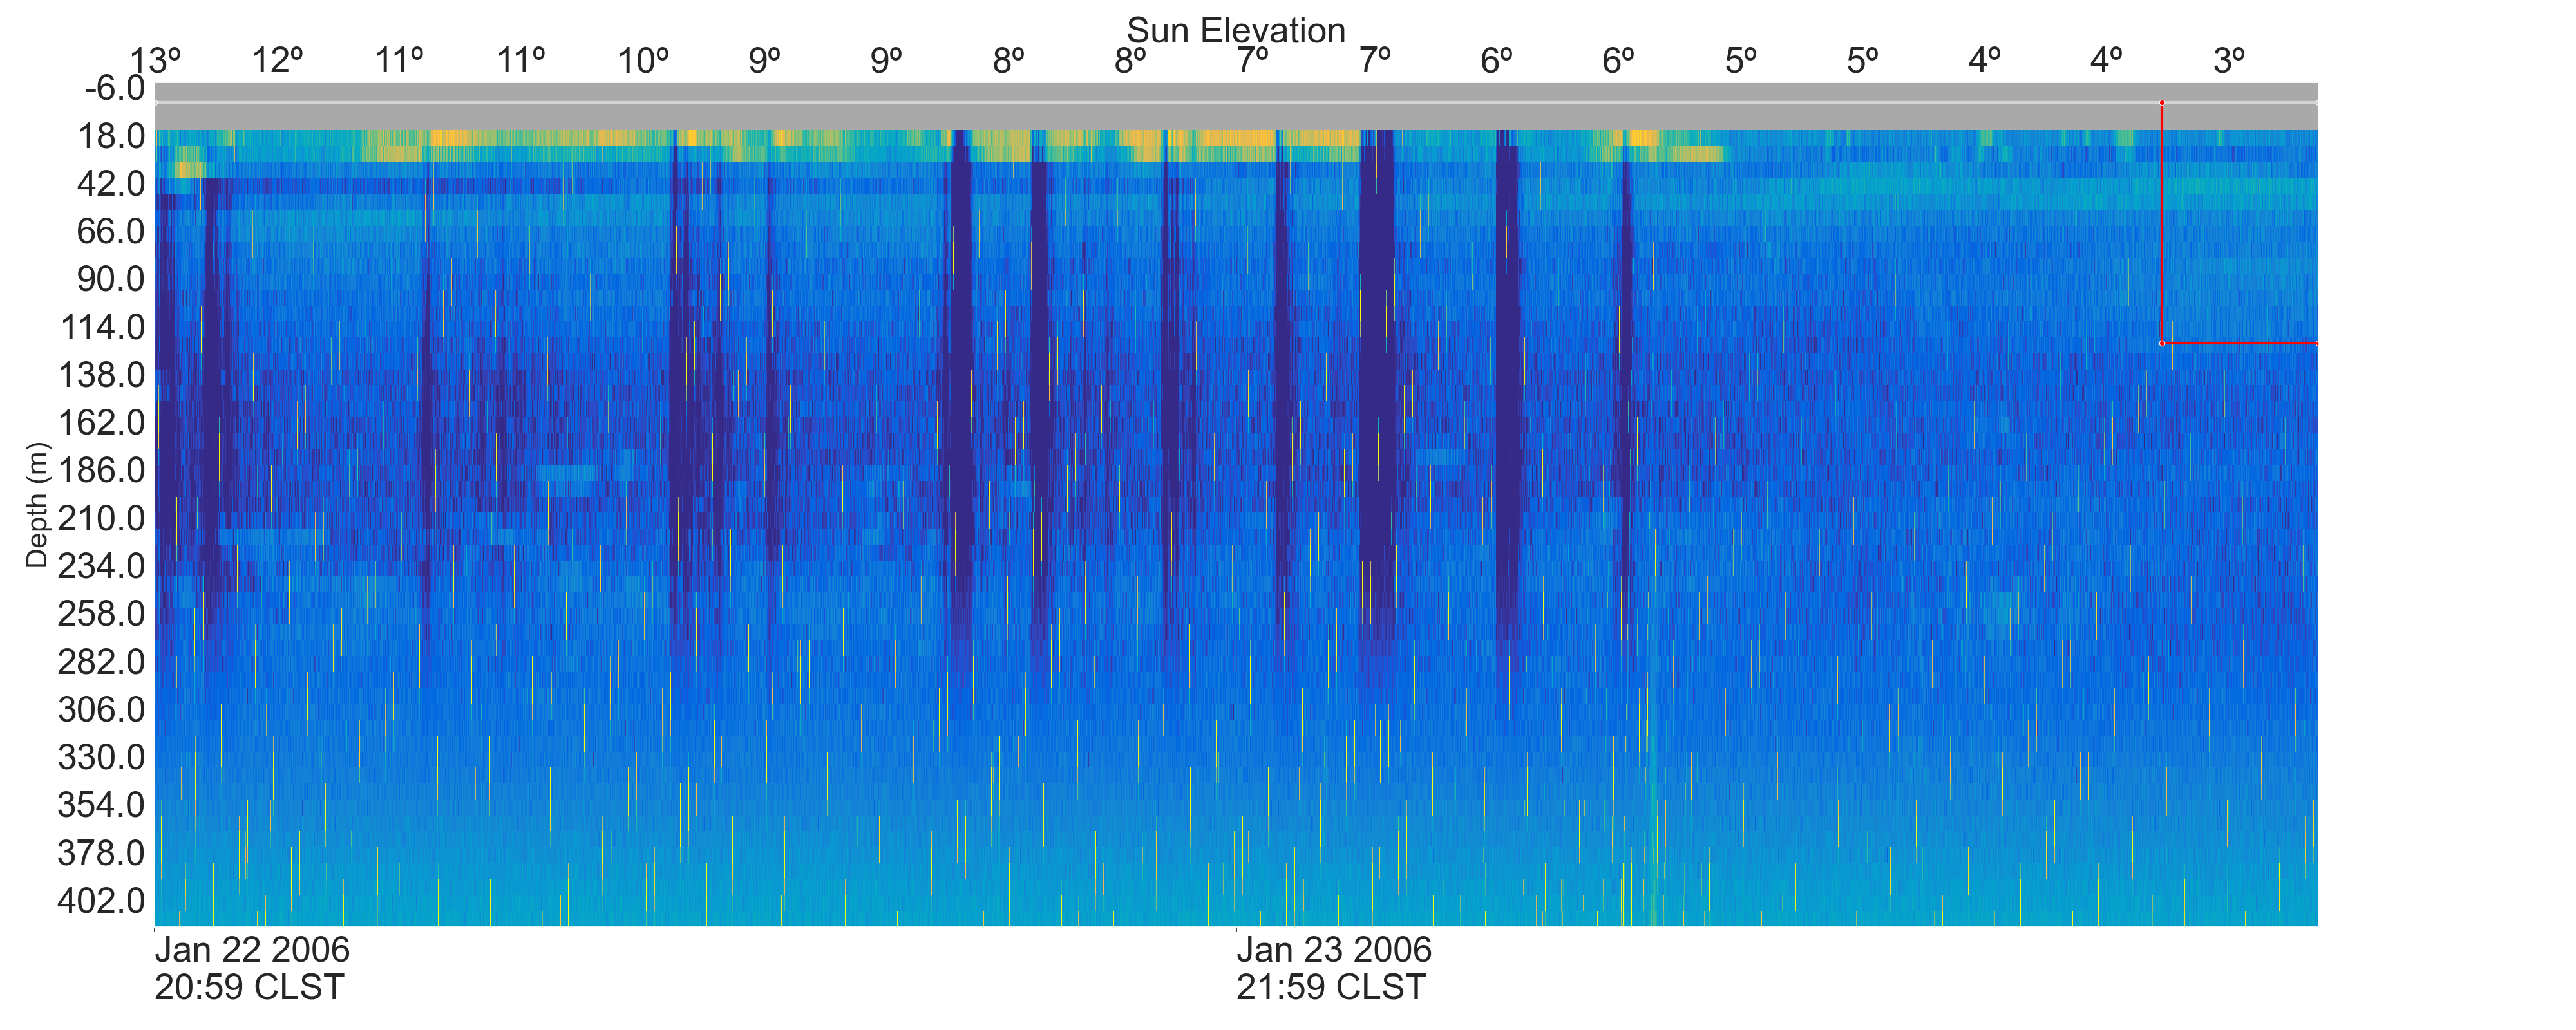 Sun Elevation
13º 12º 11º 11º 10º 9º 9º 8º 8º 7º 7º 6º 6º 5º 5º 4º 4º 3º
-6.0
18.0
42.0
66.0
90.0
114.0
138.0
162.0
186.0
210.0
234.0
258.0
282.0
306.0
330.0
354.0
378.0
402.0
Depth (m)
Jan 22 2006
20:59 CLST
Jan 23 2006
21:59 CLST